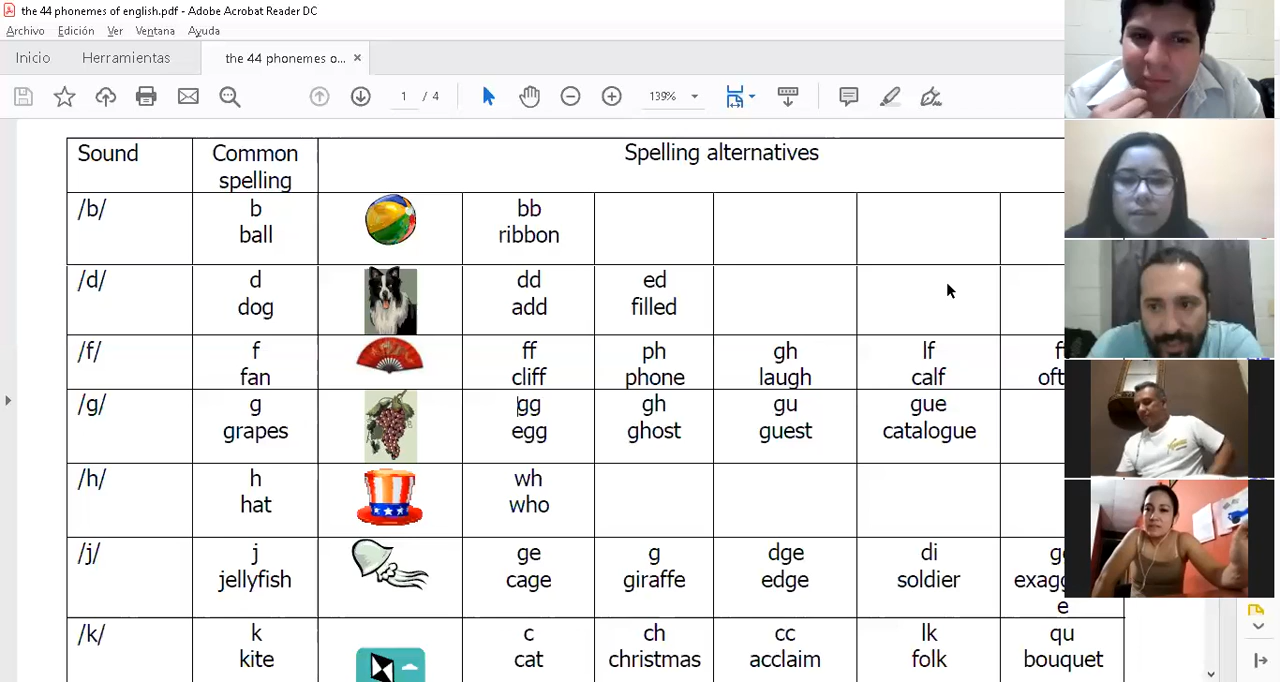 the 44 phonemes of english.pdf - Adobe Acrobat Reader DC
Archivo Edición Ver Ventana Ayuda
Inicio Herramientas the 44 phonemes o... ×
1 / 4 139%
Sound Common Spelling alternatives
spelling
/b/ b bb
ball ribbon
/d/ d dd ed
dog add filled
/f/ f ff ph gh lf
fan cliff phone laugh calf
/g/ g gg gh gu gue
grapes egg ghost guest catalogue
/h/ h wh
hat who
/j/ j ge g dge di
jellyfish cage giraffe edge soldier
e
/k/ k c ch cc lk qu
kite cat christmas acclaim folk bouquet